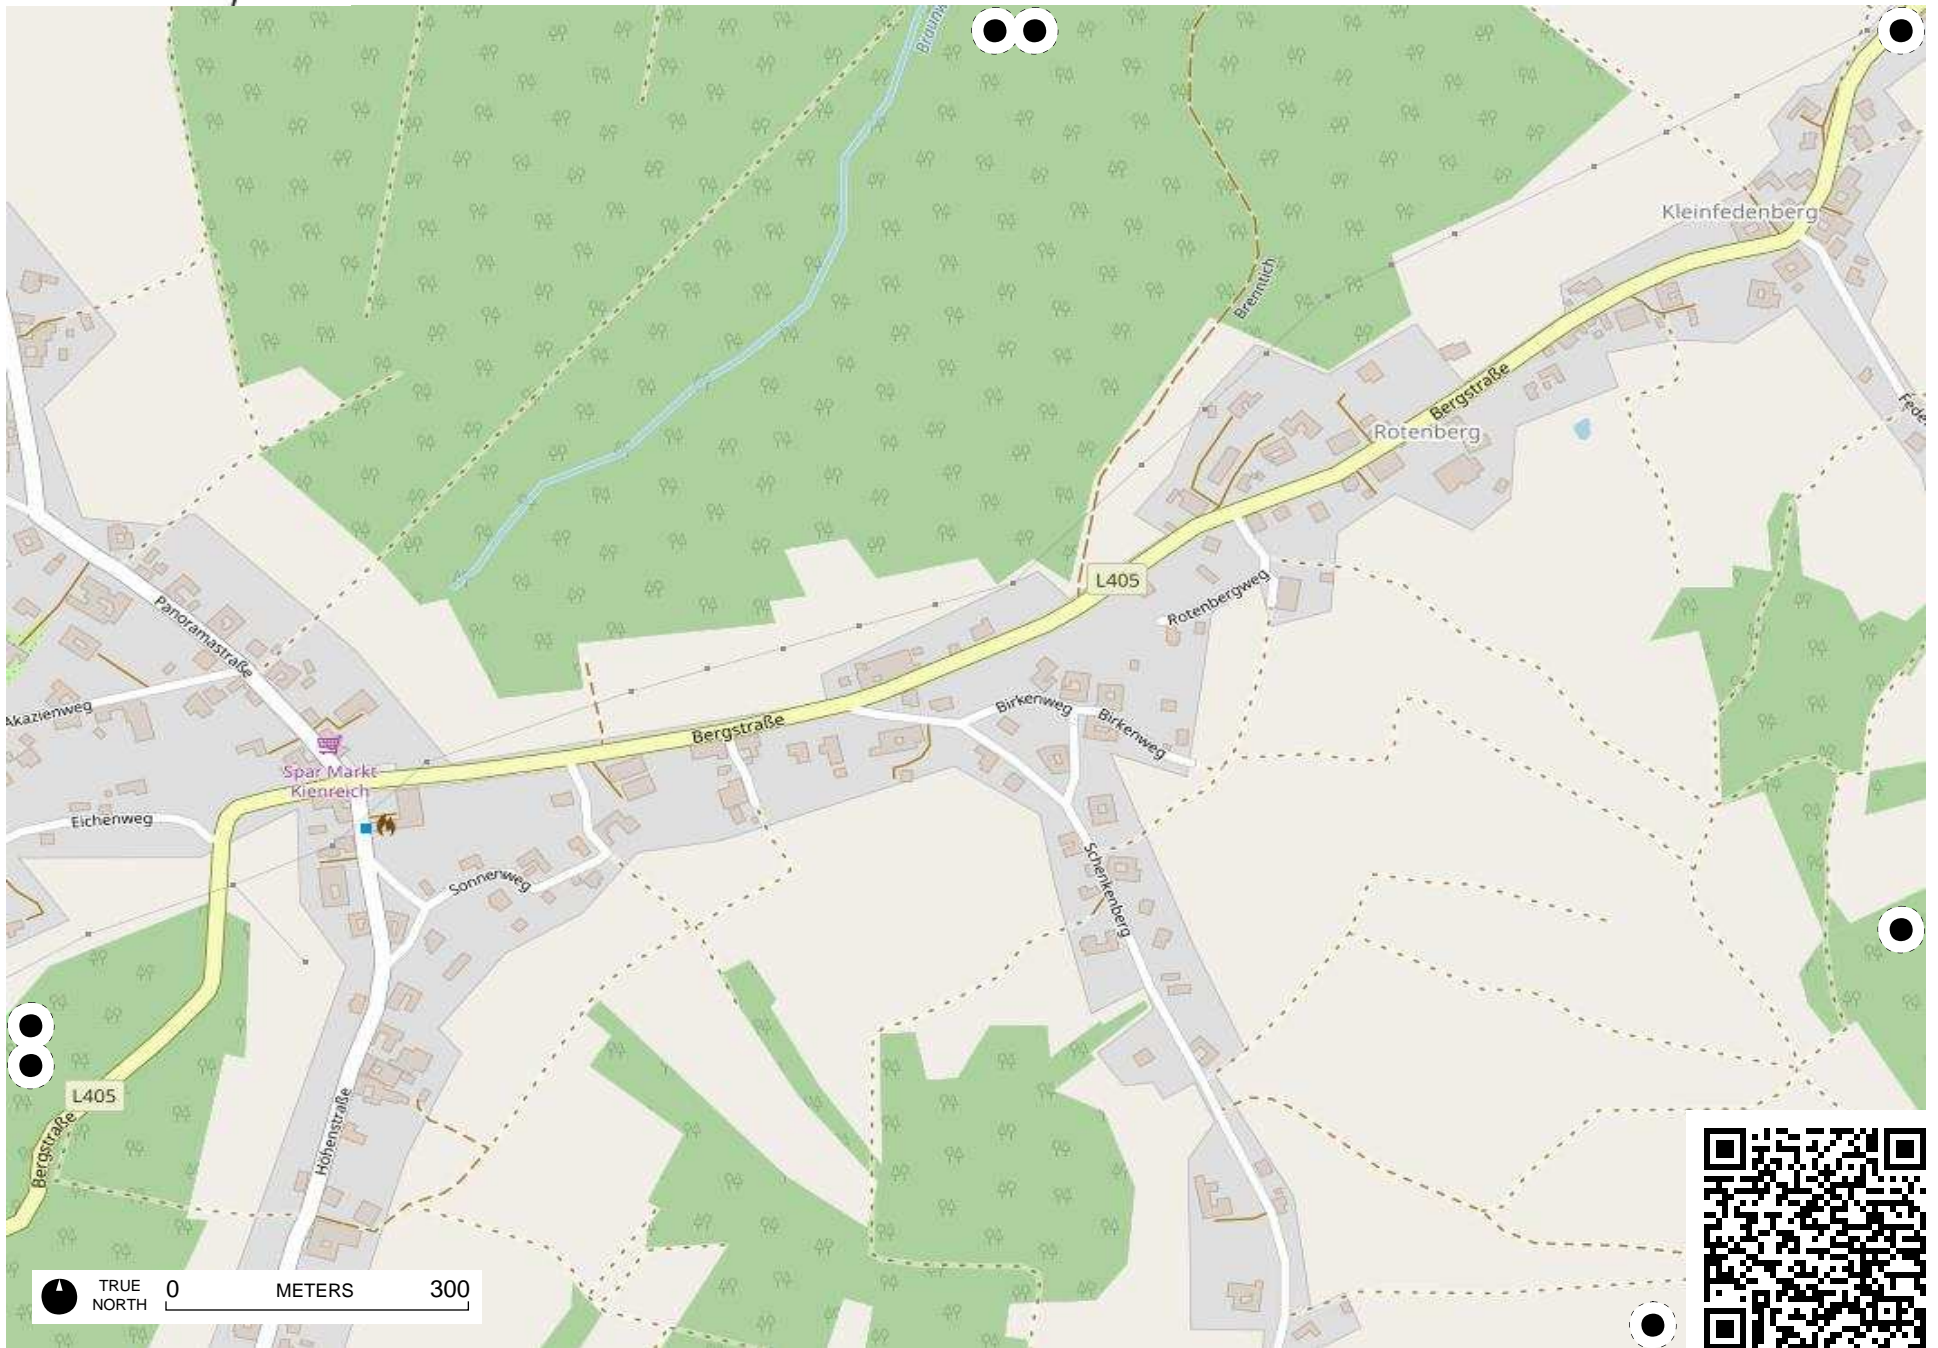 Kleinfedenberg
Brenntich
Bergstraße
Rotenberg
L405
Rotenbergweg
Panoramastraße
Akazienweg
Birkenweg
Birkenweg
Bergstraße
Spar Markt
Kienreich
Eichenweg
Sonnenweg
Schenkenberg
L405
Bergstraße
Höhenstraße
TRUE
NORTH
0 METERS 300